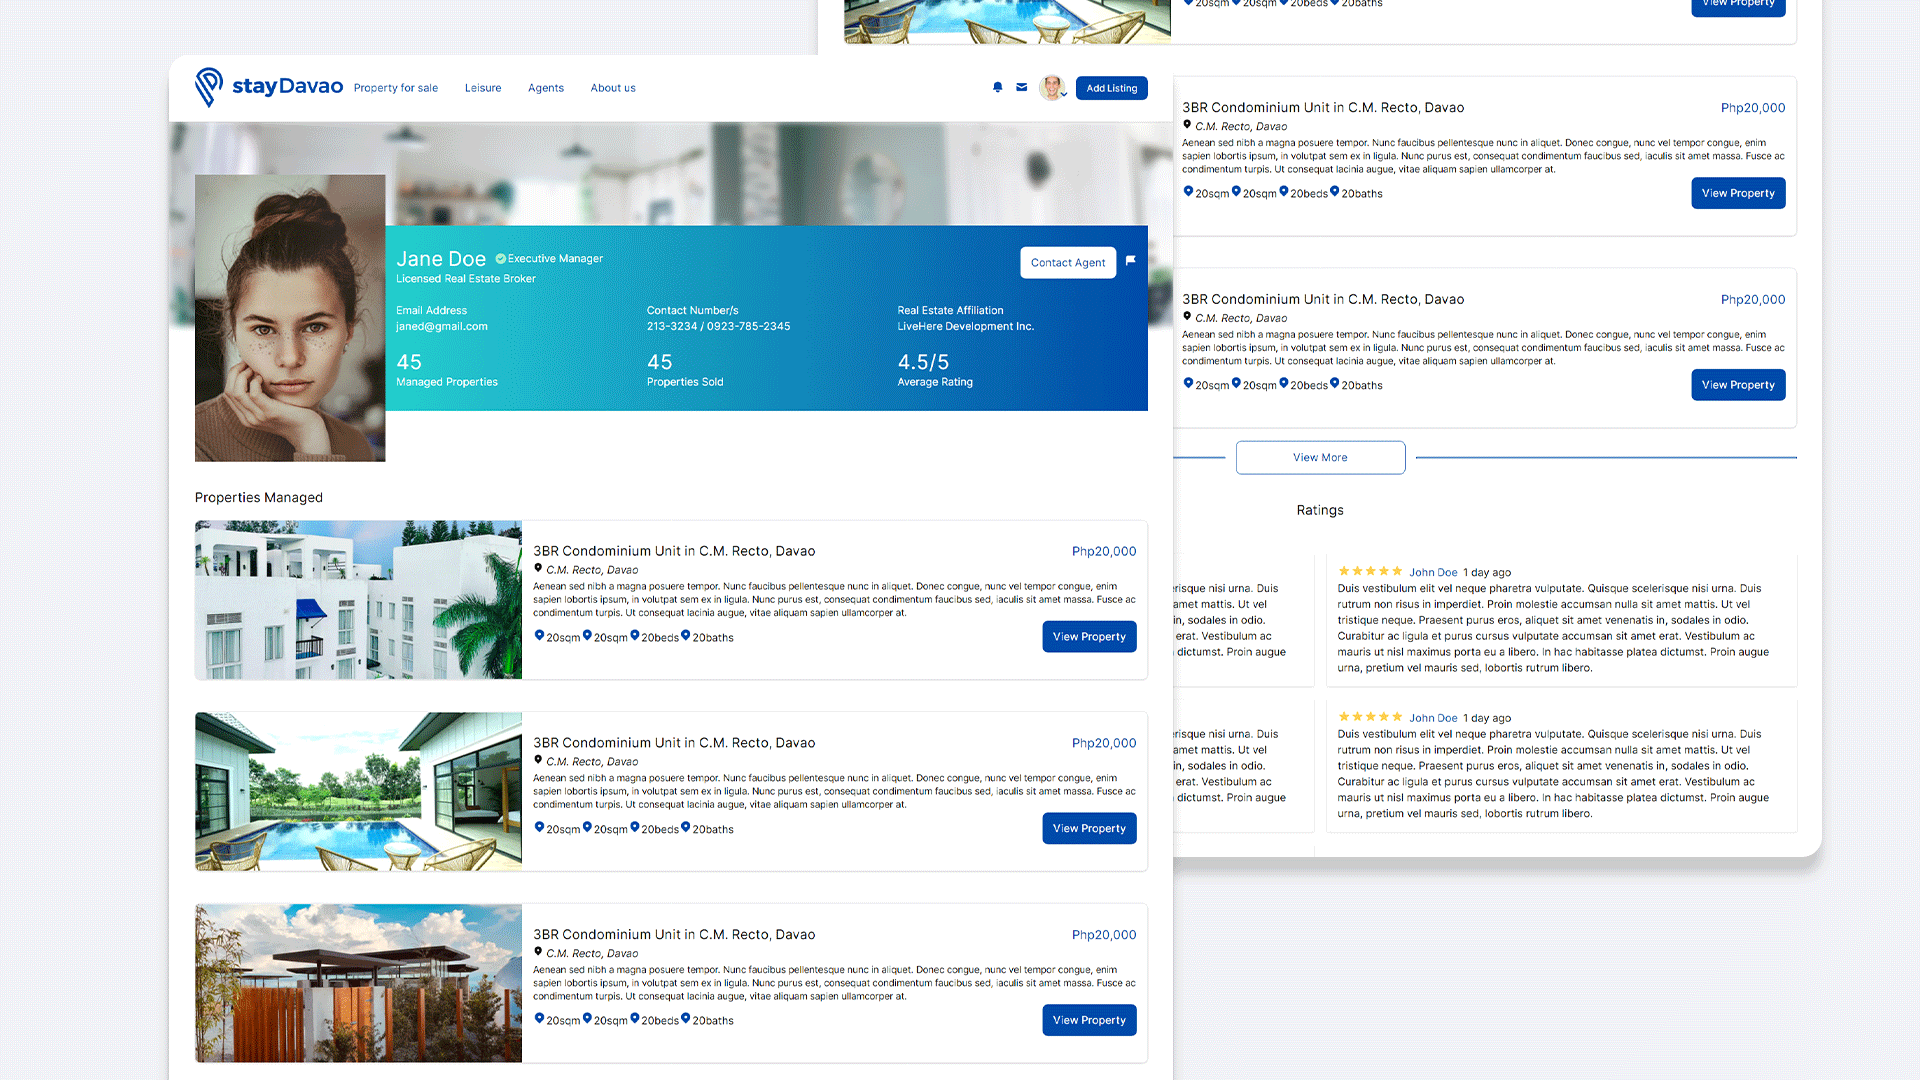 stayDavao
Property for sale
Leisure
Agents
About us
Add Listing
Jane Doe
Executive Manager
Licensed Real Estate Broker
Contact Agent
Email Address
janed@gmail.com
Contact Number/s
213-3234 / 0923-785-2345
Real Estate Affiliation
LiveHere Development Inc.
45
Managed Properties
45
Properties Sold
4.5/5
Average Rating
Properties Managed
3BR Condominium Unit in C.M. Recto, Davao
Php20,000
C.M. Recto, Davao
Aenean sed nibh a magna posuere tempor. Nunc faucibus pellentesque nunc in aliquet. Donec congue, nunc vel tempor congue, enim
sapien lobortis ipsum, in volutpat sem ex in ligula. Nunc purus est, consequat condimentum faucibus sed, iaculis sit amet massa. Fusce ac
condimentum turpis. Ut consequat lacinia augue, vitae aliquam sapien ullamcorper at.
20sqm 20sqm 20beds 20baths
View Property
3BR Condominium Unit in C.M. Recto, Davao
Php20,000
C.M. Recto, Davao
Aenean sed nibh a magna posuere tempor. Nunc faucibus pellentesque nunc in aliquet. Donec congue, nunc vel tempor congue, enim
sapien lobortis ipsum, in volutpat sem ex in ligula. Nunc purus est, consequat condimentum faucibus sed, iaculis sit amet massa. Fusce ac
condimentum turpis. Ut consequat lacinia augue, vitae aliquam sapien ullamcorper at.
20sqm 20sqm 20beds 20baths
View Property
3BR Condominium Unit in C.M. Recto, Davao
Php20,000
C.M. Recto, Davao
Aenean sed nibh a magna posuere tempor. Nunc faucibus pellentesque nunc in aliquet. Donec congue, nunc vel tempor congue, enim
sapien lobortis ipsum, in volutpat sem ex in ligula. Nunc purus est, consequat condimentum faucibus sed, iaculis sit amet massa. Fusce ac
condimentum turpis. Ut consequat lacinia augue, vitae aliquam sapien ullamcorper at.
20sqm 20sqm 20beds 20baths
View Property
20sqm 20sqm 20beds 20baths
View Property
3BR Condominium Unit in C.M. Recto, Davao
Php20,000
C.M. Recto, Davao
Aenean sed nibh a magna posuere tempor. Nunc faucibus pellentesque nunc in aliquet. Donec congue, nunc vel tempor congue, enim
sapien lobortis ipsum, in volutpat sem ex in ligula. Nunc purus est, consequat condimentum faucibus sed, iaculis sit amet massa. Fusce ac
condimentum turpis. Ut consequat lacinia augue, vitae aliquam sapien ullamcorper at.
20sqm 20sqm 20beds 20baths
View Property
3BR Condominium Unit in C.M. Recto, Davao
Php20,000
C.M. Recto, Davao
Aenean sed nibh a magna posuere tempor. Nunc faucibus pellentesque nunc in aliquet. Donec congue, nunc vel tempor congue, enim
sapien lobortis ipsum, in volutpat sem ex in ligula. Nunc purus est, consequat condimentum faucibus sed, iaculis sit amet massa. Fusce ac
condimentum turpis. Ut consequat lacinia augue, vitae aliquam sapien ullamcorper at.
20sqm 20sqm 20beds 20baths
View Property
View More
Ratings
risque nisi urna. Duis
amet mattis. Ut vel
in, sodales in odio.
erat. Vestibulum ac
dictumst. Proin augue
John Doe 1 day ago
Duis vestibulum elit vel neque pharetra vulputate. Quisque scelerisque nisi urna. Duis
rutrum non risus in imperdiet. Proin molestie accumsan nulla sit amet mattis. Ut vel
tristique neque. Praesent purus eros, aliquet sit amet venenatis in, sodales in odio.
Curabitur ac ligula et purus cursus vulputate accumsan sit amet erat. Vestibulum ac
mauris ut nisl maximus porta eu a libero. In hac habitasse platea dictumst. Proin augue
urna, pretium vel mauris sed, lobortis rutrum libero.
risque nisi urna. Duis
amet mattis. Ut vel
in, sodales in odio.
erat. Vestibulum ac
dictumst. Proin augue
John Doe 1 day ago
Duis vestibulum elit vel neque pharetra vulputate. Quisque scelerisque nisi urna. Duis
rutrum non risus in imperdiet. Proin molestie accumsan nulla sit amet mattis. Ut vel
tristique neque. Praesent purus eros, aliquet sit amet venenatis in, sodales in odio.
Curabitur ac ligula et purus cursus vulputate accumsan sit amet erat. Vestibulum ac
mauris ut nisl maximus porta eu a libero. In hac habitasse platea dictumst. Proin augue
urna, pretium vel mauris sed, lobortis rutrum libero.